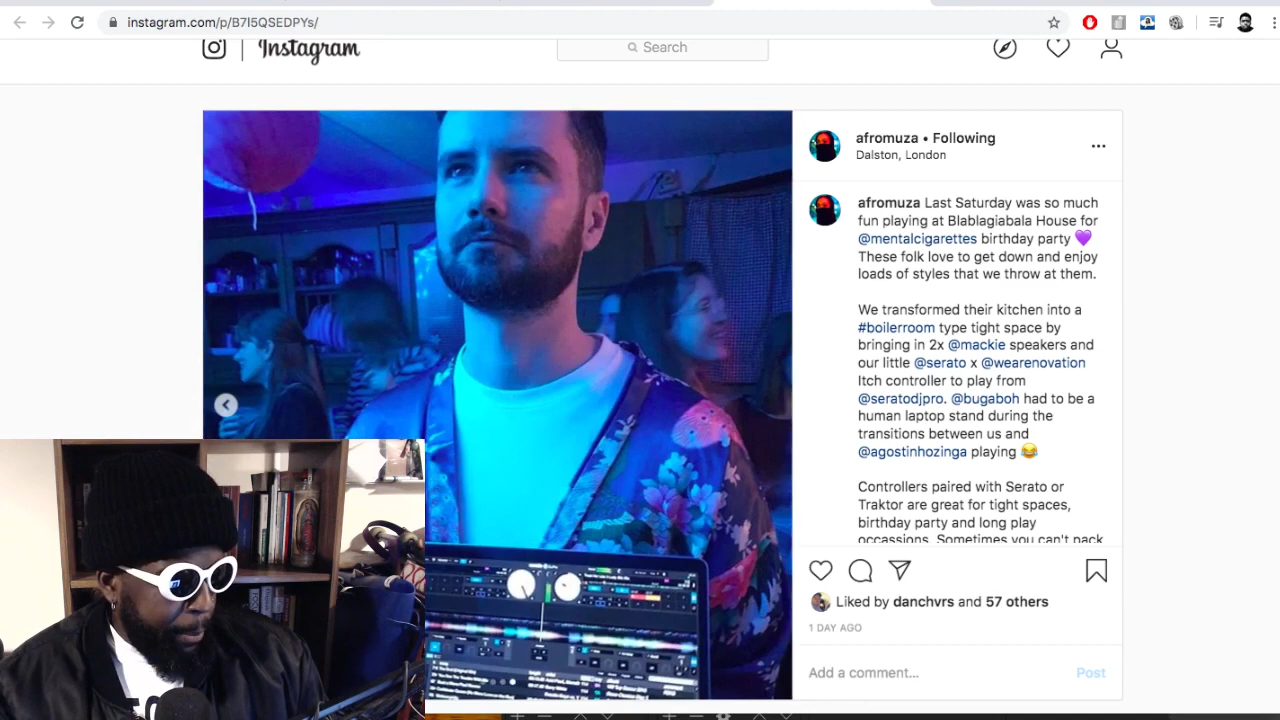 instagram.com/p/B7I5QSEDPYs/
Instagram
Search
afromuza • Following
Dalston, London
afromuza Last Saturday was so much
fun playing at Blablagiabala House for
@mentalcigarettes birthday party 💜
These folk love to get down and enjoy
loads of styles that we throw at them.
We transformed their kitchen into a
#boilerroom type tight space by
bringing in 2x @mackie speakers and
our little @serato x @wearenovation
Itch controller to play from
@seratodjpro. @bugaboh had to be a
human laptop stand during the
transitions between us and
@agostinhozinga playing 😂
Controllers paired with Serato or
Traktor are great for tight spaces,
birthday party and long play
occassions. Sometimes you can't pack
Liked by danchvrs and 57 others
1 DAY AGO
Add a comment...
Post